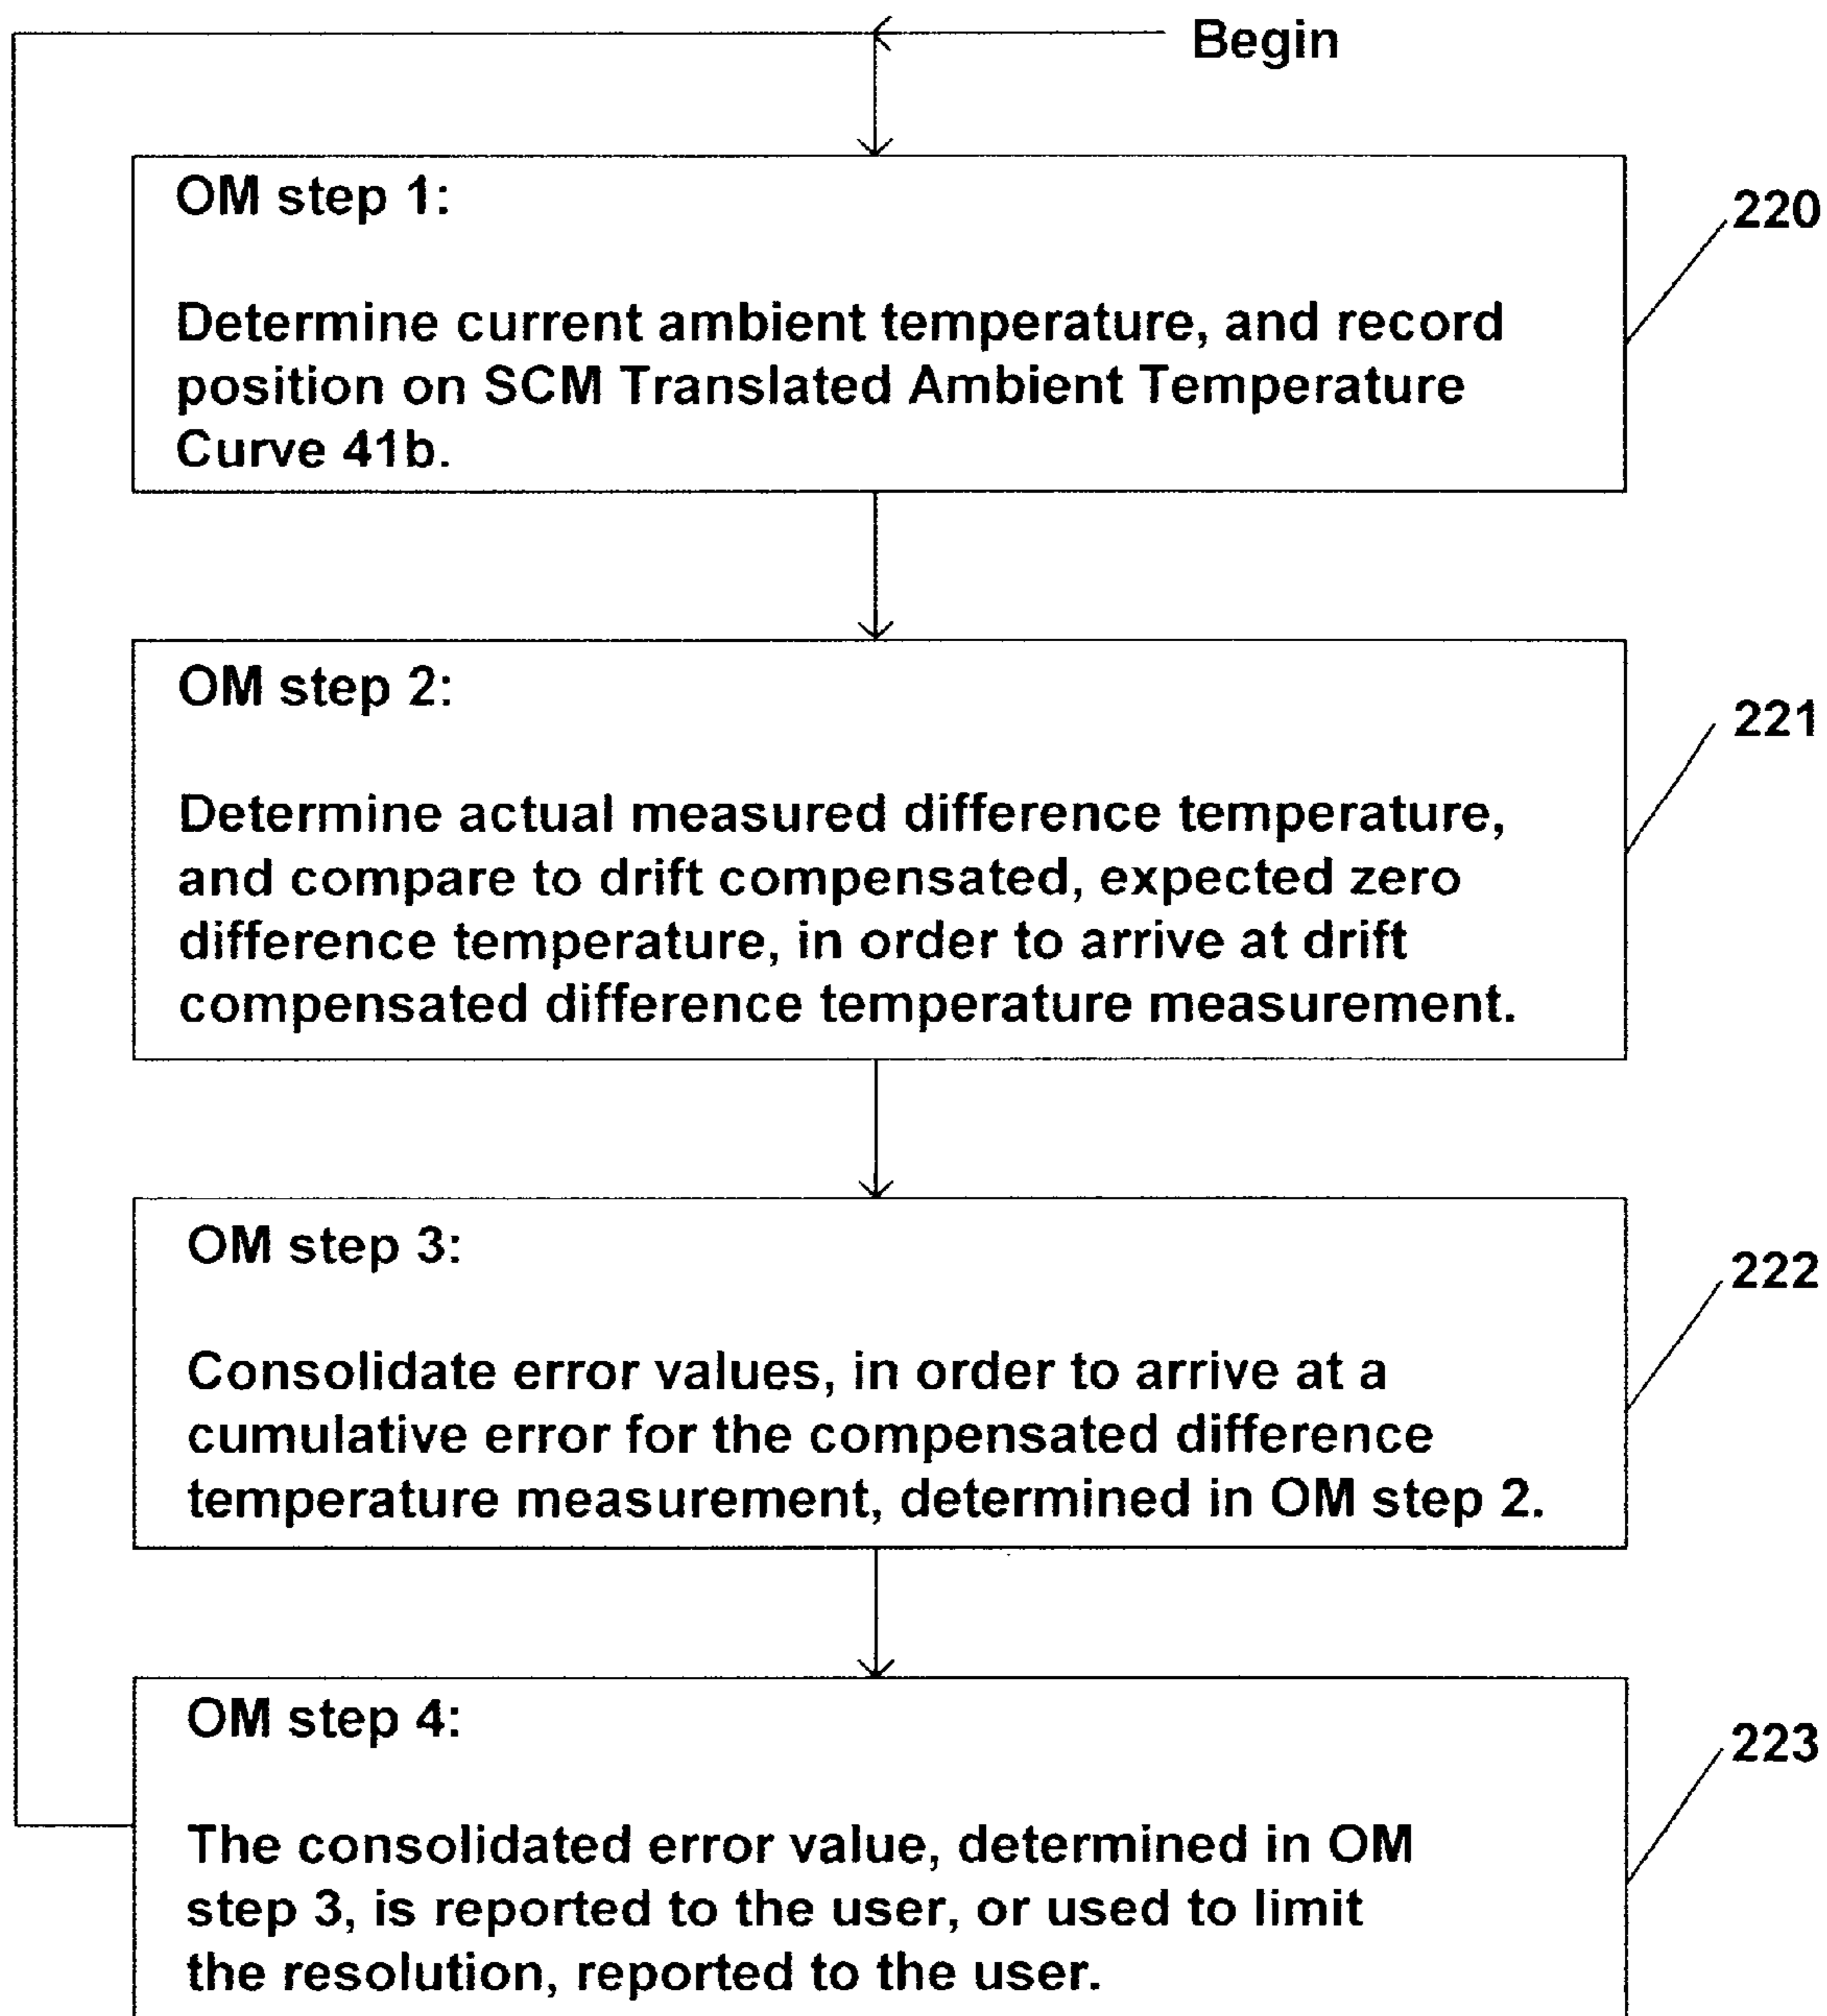 Begin
OM step 1:
220
Determine current ambient temperature, and record
position on SCM Translated Ambient Temperature
Curve 41b.
OM step 2:
221
Determine actual measured difference temperature,
and compare to drift compensated, expected zero
difference temperature, in order to arrive at drift
compensated difference temperature measurement.
OM step 3:
222
Consolidate error values, in order to arrive at a
cumulative error for the compensated difference
temperature measurement, determined in OM step 2.
OM step 4:
223
The consolidated error value, determined in OM
step 3, is reported to the user, or used to limit
the resolution, reported to the user.